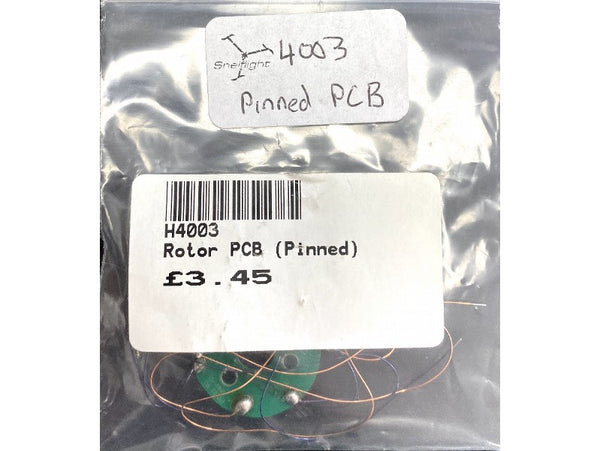 4003
Snelflight
Pinned PCB
H4003
Rotor PCB (Pinned)
£3.45